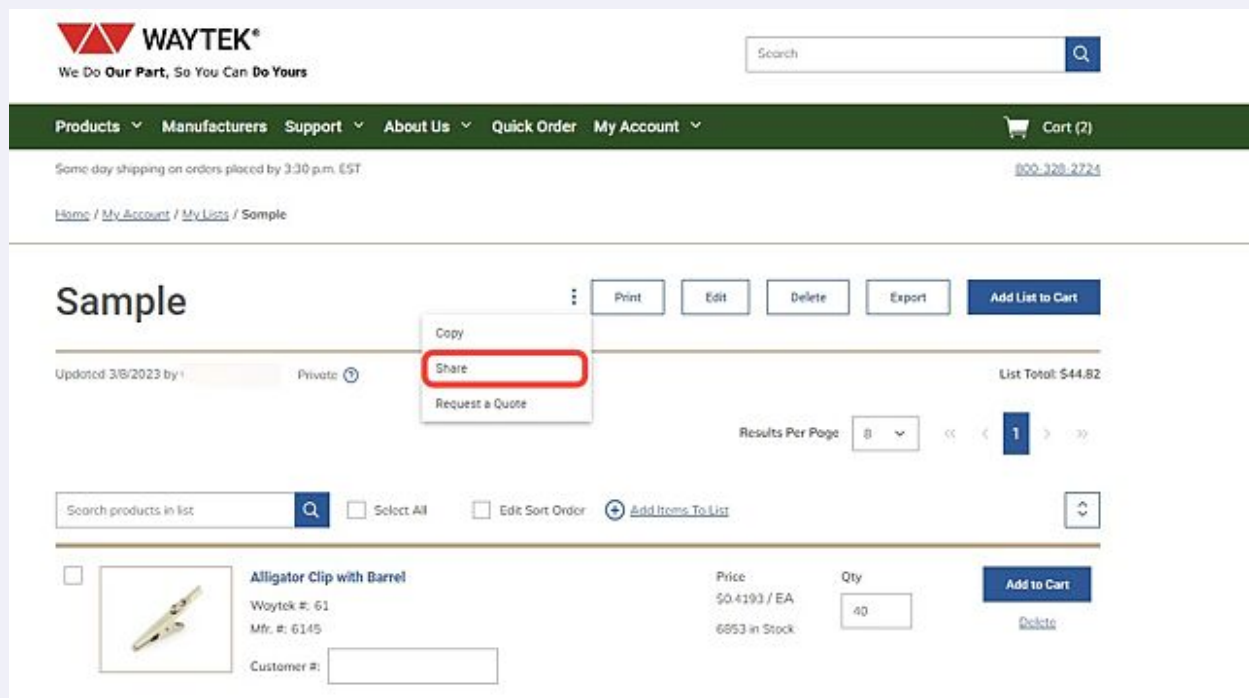 WAYTEK®
We Do Our Part, So You Can Do Yours
Search
Products Manufacturers Support About Us Quick Order My Account Cart (2)
Same day shipping on orders placed by 3:30 p.m. EST 800-328-2724
Home / My Account / My Lists / Sample
Sample Print Edit Delete Export Add List to Cart
Copy
Updated 3/8/2023 by Private ? Share List Total: $44.82
Request a Quote
Results Per Page 8 << < 1 > >>
Search products in list Select All Edit Sort Order Add Items To List
Alligator Clip with Barrel Price Qty Add to Cart
Waytek #: 61 $0.4193 / EA 40
Mfr. #: 6145 6853 in Stock Delete
Customer #: